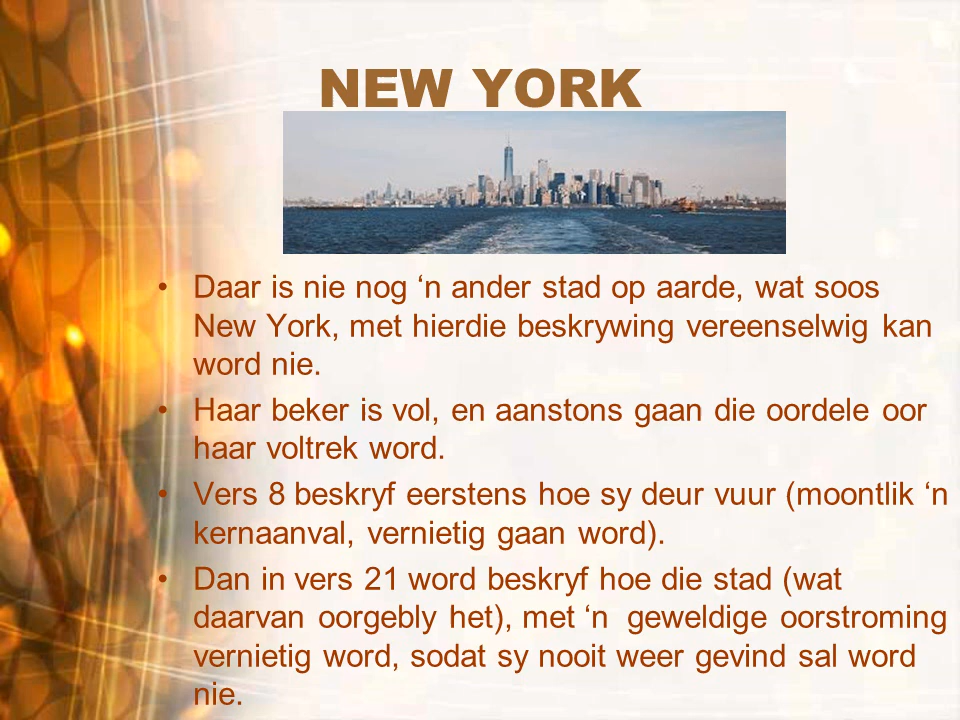 NEW YORK
• Daar is nie nog ‘n ander stad op aarde, wat soos
New York, met hierdie beskrywing vereenselwig kan
word nie.
• Haar beker is vol, en aanstons gaan die oordele oor
haar voltrek word.
• Vers 8 beskryf eerstens hoe sy deur vuur (moontlik ‘n
kernaanval, vernietig gaan word).
• Dan in vers 21 word beskryf hoe die stad (wat
daarvan oorgebly het), met ‘n geweldige oorstroming
vernietig word, sodat sy nooit weer gevind sal word
nie.